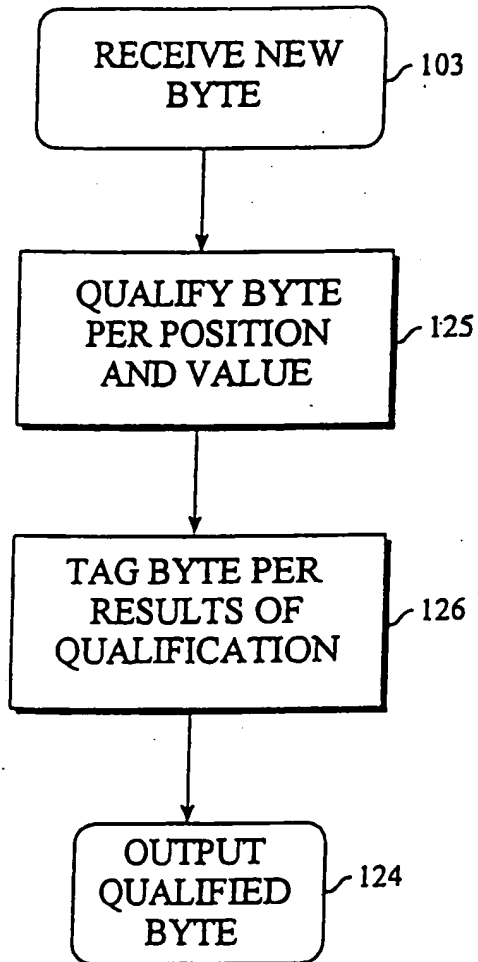 RECEIVE NEW
BYTE
103
QUALIFY BYTE
PER POSITION
AND VALUE
125
TAG BYTE PER
RESULTS OF
QUALIFICATION
126
OUTPUT
QUALIFIED
BYTE
124